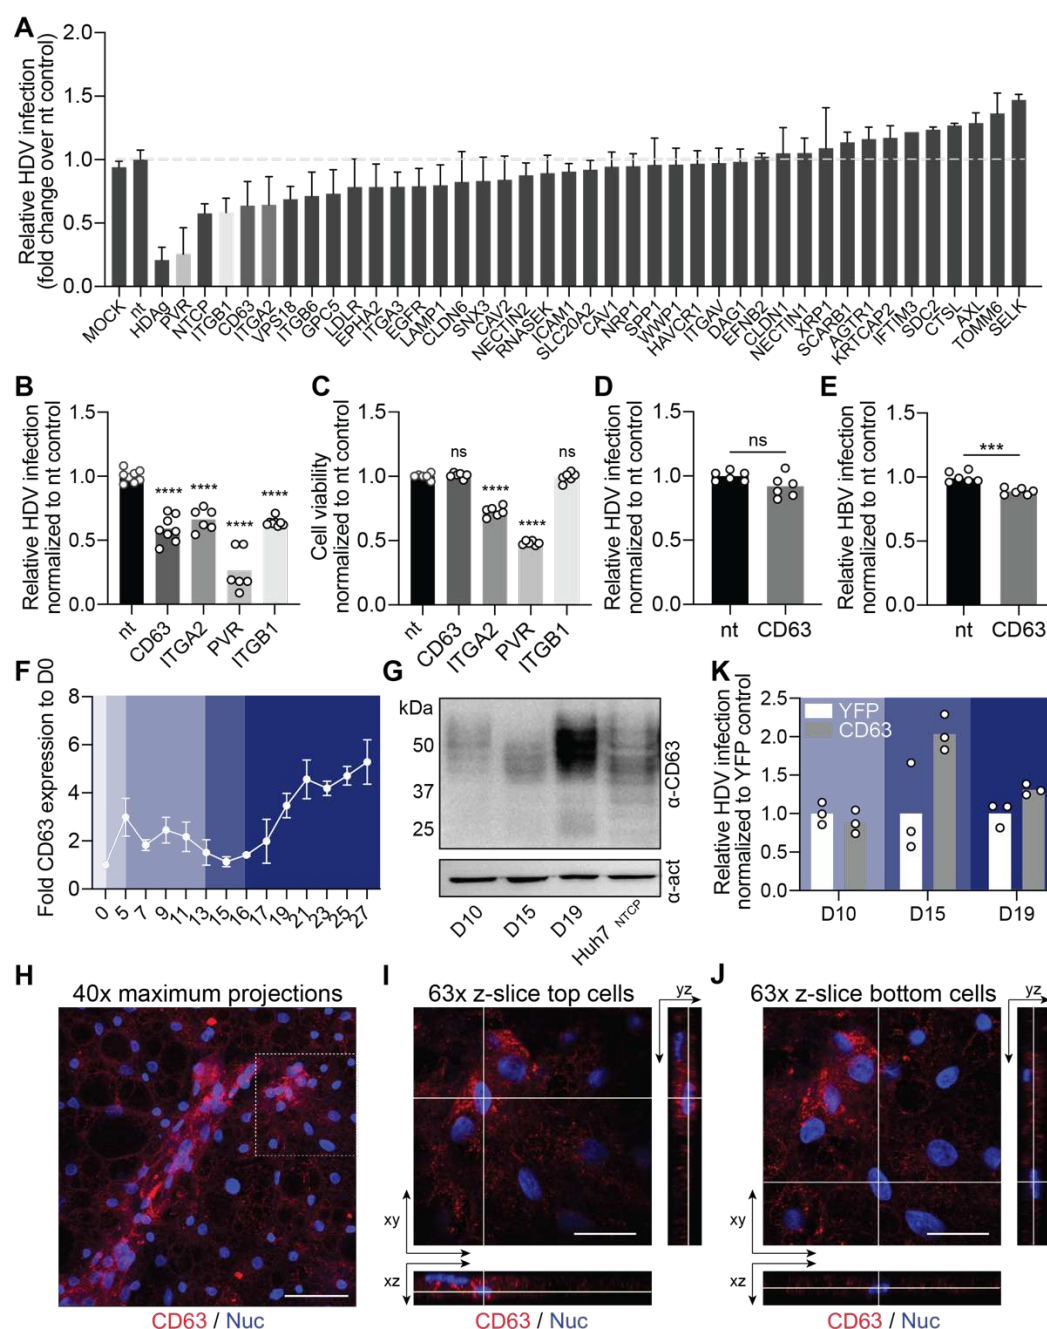 A
Relative HDV infection
(fold change over nt control)
2.0
1.5
1.0
0.5
0.0
MOCK
nt
HDAg
PVR
NTCP
ITGB1
CD63
ITGA2
VPS18
ITGB6
GPC5
LDLR
EPHA2
ITGA3
EGFR
LAMP1
CLDN6
SNX3
CAV2
NECTIN2
RNASEK
ICAM1
SLC20A2
CAV1
NRP1
SPP1
WWP1
HAVCR1
ITGAV
DAG1
EFNB2
CLDN1
NECTIN1
XRP1
SCARB1
AGTR1
KRTCAP2
IFTIM3
SDC2
CTSL
AXL
TOMM6
SELK
B
Relative HDV infection
normalized to nt control
1.5
1.0
0.5
0.0
****
****
****
****
nt
CD63
ITGA2
PVR
ITGB1
C
Cell viability
normalized to nt control
1.5
1.0
0.5
0.0
ns
****
****
ns
nt
CD63
ITGA2
PVR
ITGB1
D
Relative HDV infection
normalized to nt control
1.5
1.0
0.5
0.0
ns
nt
CD63
E
Relative HBV infection
normalized to nt control
1.5
1.0
0.5
0.0
***
nt
CD63
F
Fold CD63 expression to D0
8
6
4
2
0
0
5
7
9
11
13
15
16
17
19
21
23
25
27
G
kDa
50
37
25
α-CD63
α-act
D10
D15
D19
Huh7 NTCP
K
Relative HDV infection
normalized to YFP control
2.5
2.0
1.5
1.0
0.5
0.0
YFP
CD63
D10
D15
D19
H
40x maximum projections
CD63 / Nuc
I
63x z-slice top cells
yz
xy
xz
CD63 / Nuc
J
63x z-slice bottom cells
yz
xy
xz
CD63 / Nuc